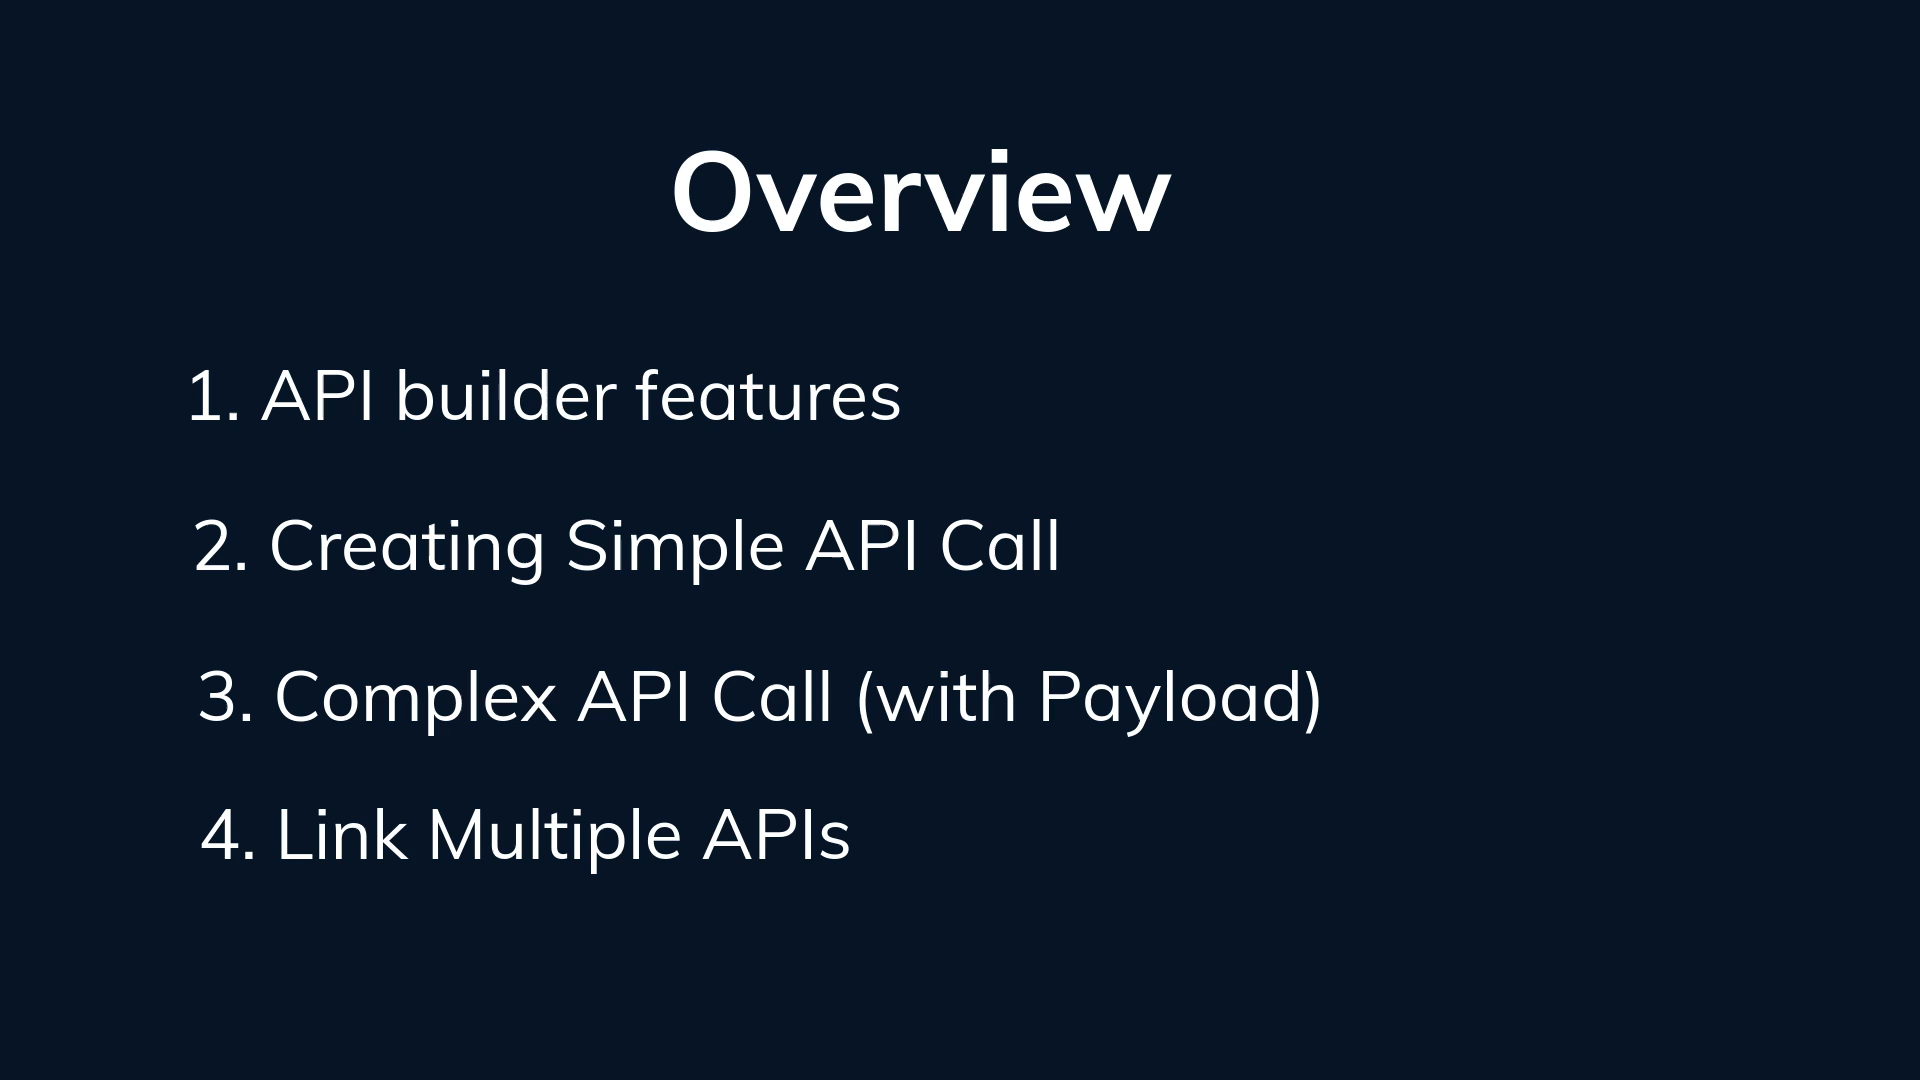 Overview
1. API builder features
2. Creating Simple API Call
3. Complex API Call (with Payload)
4. Link Multiple APIs